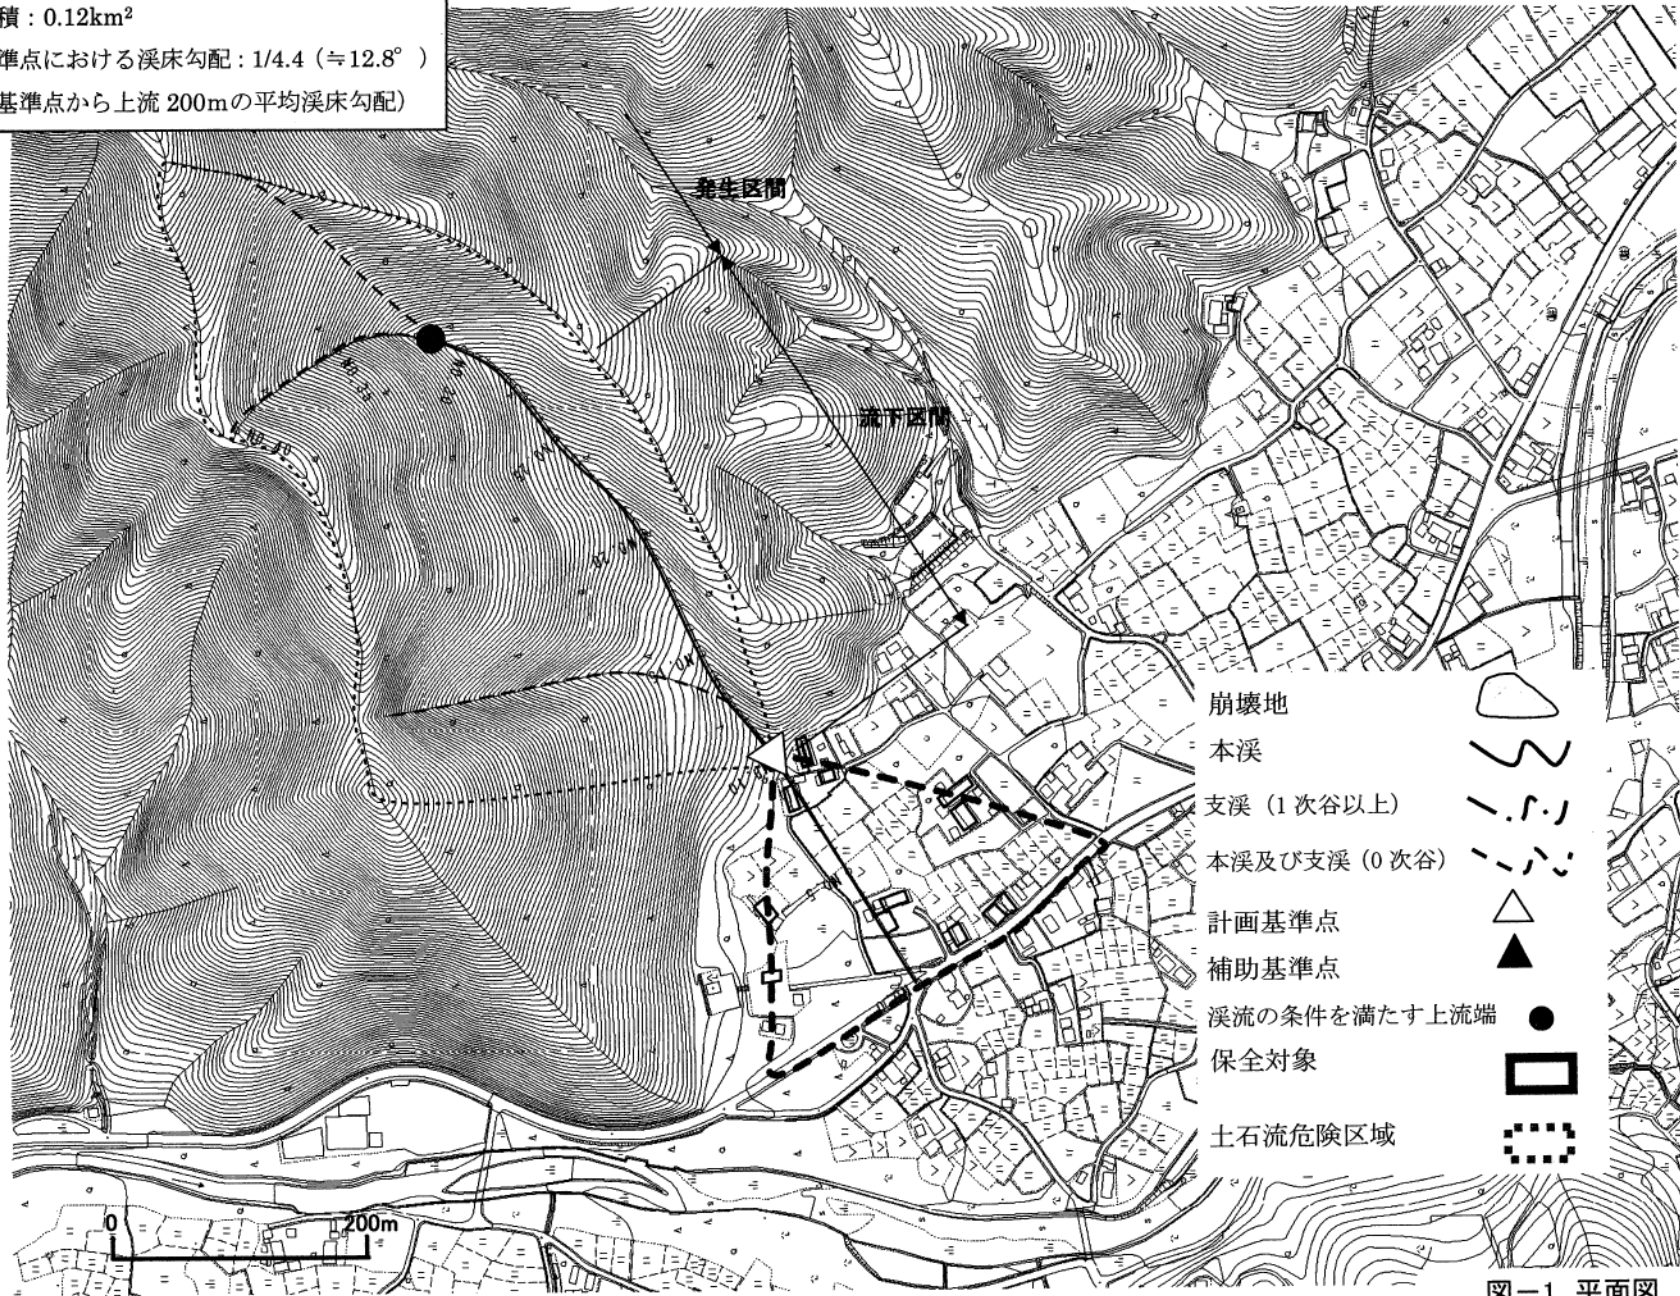 積：0.12km²
準点における渓床勾配：1/4.4（≒12.8°）
基準点から上流200mの平均渓床勾配）
発生区間
流下区間
NO.20
崩壊地
本渓
支渓（1次谷以上）
本渓及び支渓（0次谷）
計画基準点
補助基準点
渓流の条件を満たす上流端
保全対象
土石流危険区域
0
200m
図－1 平面図